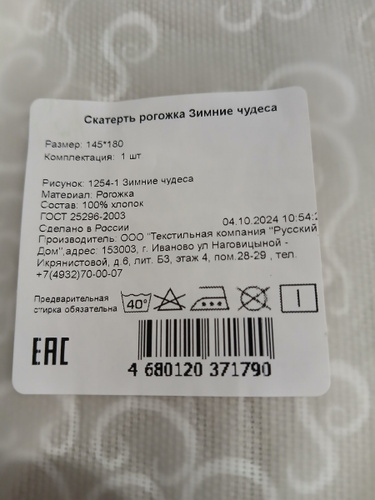 Скатерть рогожка Зимние чудеса
Размер: 145*180
Комплектация: 1 шт
Рисунок: 1254-1 Зимние чудеса
Материал: Рогожка
Состав: 100% хлопок
ГОСТ 25296-2003
Сделано в России 04.10.2024 10:54:2
Производитель: ООО "Текстильная компания "Русский
Дом",адрес: 153003, г. Иваново ул Наговицыной -
Икрянистовой, д.6, лит. Б3, этаж 4, пом.28-29 , тел.
+7(4932)70-00-07
Предварительная
стирка обязательна
40°
I
EAC
4 680120 371790